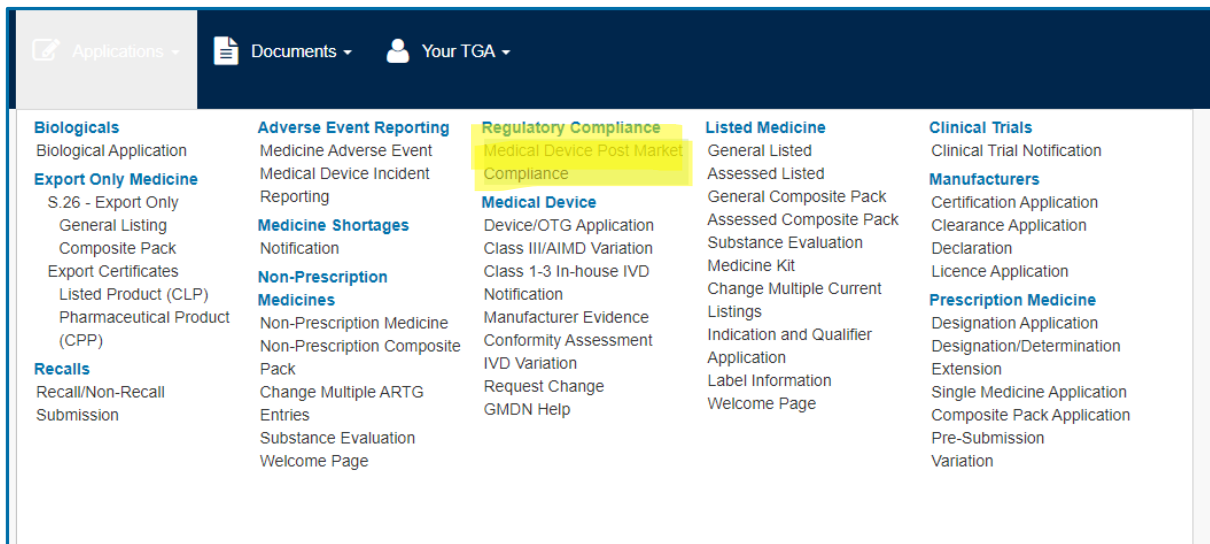 Applications
Documents
Your TGA
Biologicals
Biological Application
Export Only Medicine
S.26 - Export Only
General Listing
Composite Pack
Export Certificates
Listed Product (CLP)
Pharmaceutical Product
(CPP)
Recalls
Recall/Non-Recall
Submission
Adverse Event Reporting
Medicine Adverse Event
Medical Device Incident
Reporting
Medicine Shortages
Notification
Non-Prescription
Medicines
Non-Prescription Medicine
Non-Prescription Composite
Pack
Change Multiple ARTG
Entries
Substance Evaluation
Welcome Page
Regulatory Compliance
Medical Device Post Market
Compliance
Medical Device
Device/OTG Application
Class III/AIMD Variation
Class 1-3 In-house IVD
Notification
Manufacturer Evidence
Conformity Assessment
IVD Variation
Request Change
GMDN Help
Listed Medicine
General Listed
Assessed Listed
General Composite Pack
Assessed Composite Pack
Substance Evaluation
Medicine Kit
Change Multiple Current
Listings
Indication and Qualifier
Application
Label Information
Welcome Page
Clinical Trials
Clinical Trial Notification
Manufacturers
Certification Application
Clearance Application
Declaration
Licence Application
Prescription Medicine
Designation Application
Designation/Determination
Extension
Single Medicine Application
Composite Pack Application
Pre-Submission
Variation